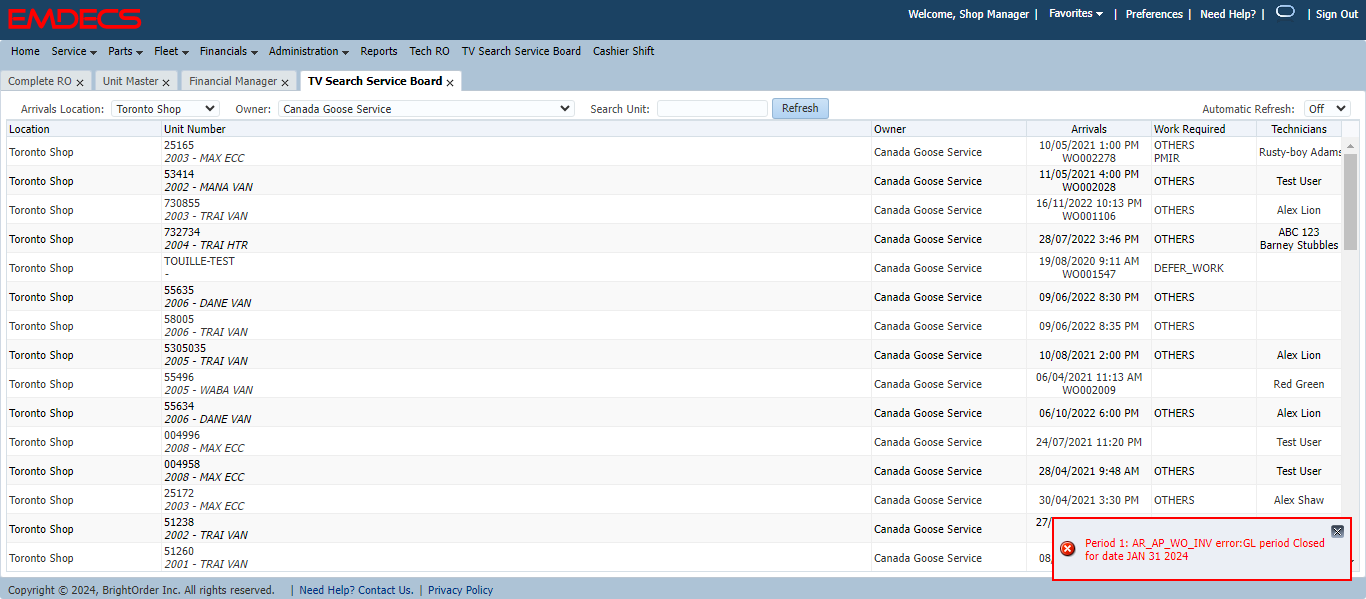 EMDECS
Welcome, Shop Manager | Favorites | Preferences | Need Help? | | Sign Out
Home Service Parts Fleet Financials Administration Reports Tech RO TV Search Service Board Cashier Shift
Complete RO Unit Master Financial Manager TV Search Service Board
Arrivals Location: Toronto Shop Owner: Canada Goose Service Search Unit: Refresh Automatic Refresh: Off
Location Unit Number Owner Arrivals Work Required Technicians
Toronto Shop 25165 Canada Goose Service 10/05/2021 1:00 PM OTHERS Rusty-boy Adams
2003 - MAX ECC WO002278 PMIR
Toronto Shop 53414 Canada Goose Service 11/05/2021 4:00 PM OTHERS Test User
2002 - MANA VAN WO002028
Toronto Shop 730855 Canada Goose Service 16/11/2022 10:13 PM OTHERS Alex Lion
2003 - TRAI VAN WO001106
Toronto Shop 732734 Canada Goose Service 28/07/2022 3:46 PM OTHERS ABC 123
2004 - TRAI HTR Barney Stubbles
Toronto Shop TOUILLE-TEST Canada Goose Service 19/08/2020 9:11 AM DEFER_WORK
- WO001547
Toronto Shop 55635 Canada Goose Service 09/06/2022 8:30 PM OTHERS
2006 - DANE VAN
Toronto Shop 58005 Canada Goose Service 09/06/2022 8:35 PM OTHERS
2006 - TRAI VAN
Toronto Shop 5305035 Canada Goose Service 10/08/2021 2:00 PM OTHERS Alex Lion
2005 - TRAI VAN
Toronto Shop 55496 Canada Goose Service 06/04/2021 11:13 AM Red Green
2005 - WABA VAN WO002009
Toronto Shop 55634 Canada Goose Service 06/10/2022 6:00 PM OTHERS Alex Lion
2006 - DANE VAN
Toronto Shop 004996 Canada Goose Service 24/07/2021 11:20 PM Test User
2008 - MAX ECC
Toronto Shop 004958 Canada Goose Service 28/04/2021 9:48 AM OTHERS Test User
2008 - MAX ECC
Toronto Shop 25172 Canada Goose Service 30/04/2021 3:30 PM OTHERS Alex Shaw
2003 - MAX ECC
Toronto Shop 51238 Canada Goose Service 27/
2002 - TRAI VAN
Toronto Shop 51260 Canada Goose Service 08
2001 - TRAI VAN
Period 1: AR_AP_WO_INV error:GL period Closed
for date JAN 31 2024
Copyright © 2024, BrightOrder Inc. All rights reserved. | Need Help? Contact Us. | Privacy Policy